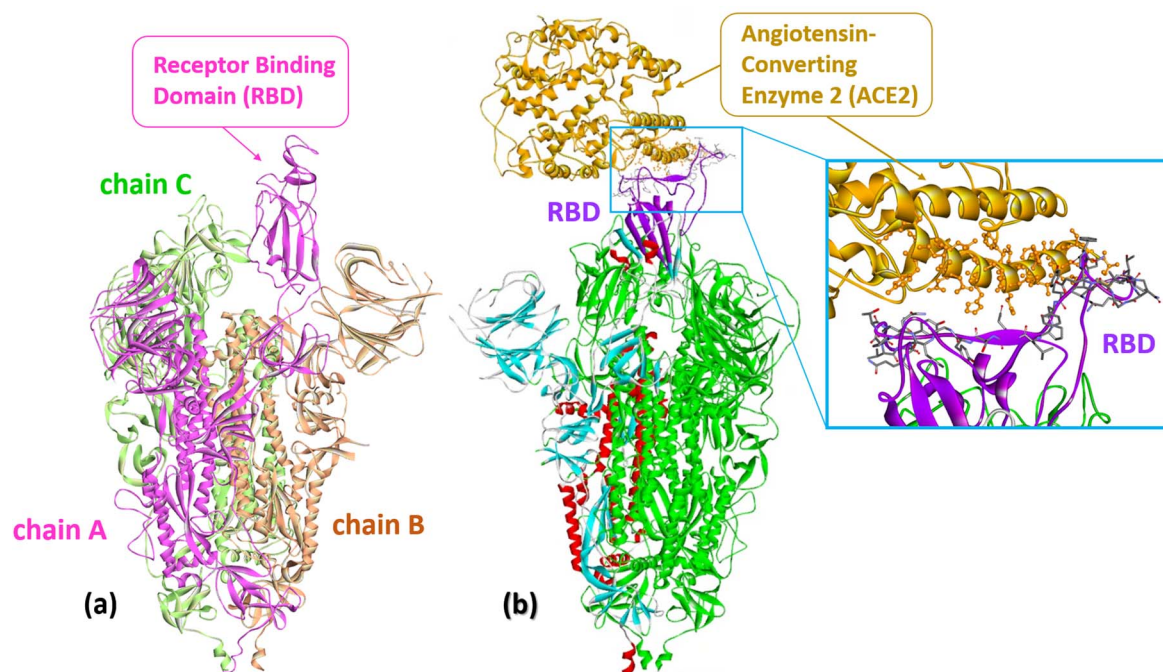 Receptor Binding
Domain (RBD)
chain C
chain A
chain B
(a)
Angiotensin-
Converting
Enzyme 2 (ACE2)
RBD
RBD
(b)